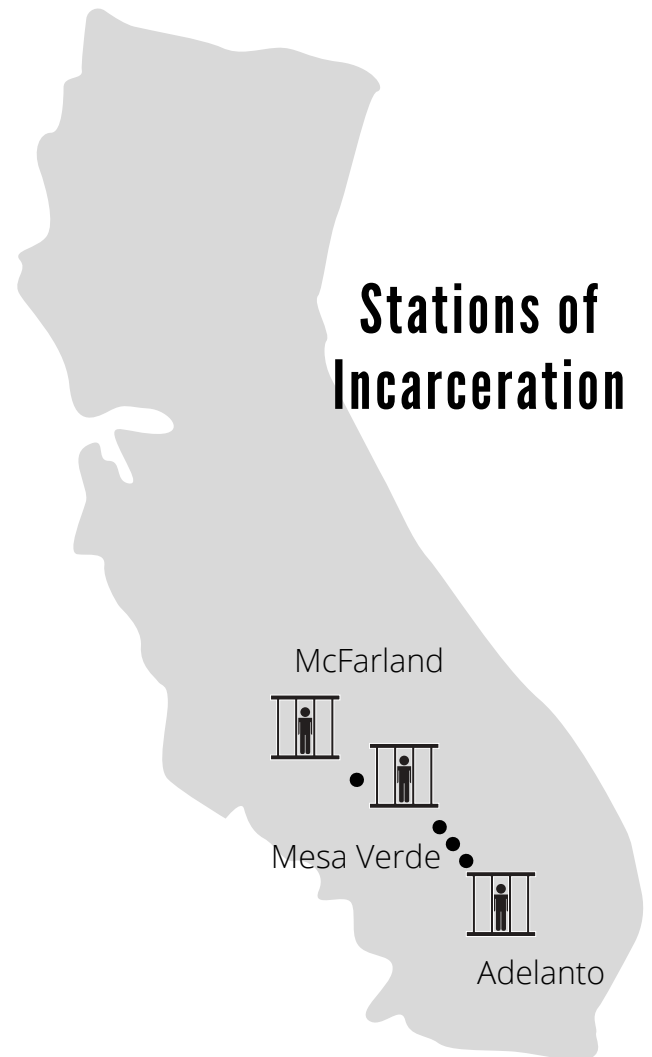 Stations of
Incarceration
McFarland
Mesa Verde
Adelanto